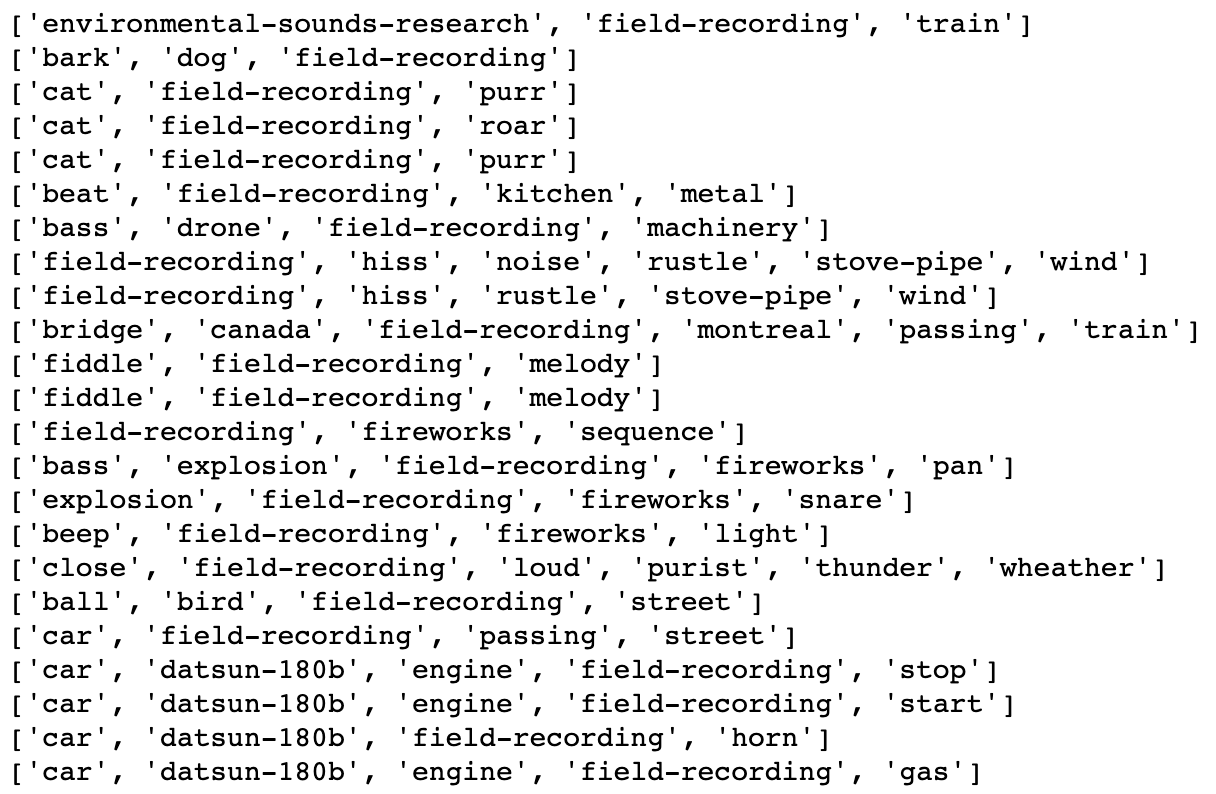 ['environmental-sounds-research', 'field-recording', 'train']
['bark', 'dog', 'field-recording']
['cat', 'field-recording', 'purr']
['cat', 'field-recording', 'roar']
['cat', 'field-recording', 'purr']
['beat', 'field-recording', 'kitchen', 'metal']
['bass', 'drone', 'field-recording', 'machinery']
['field-recording', 'hiss', 'noise', 'rustle', 'stove-pipe', 'wind']
['field-recording', 'hiss', 'rustle', 'stove-pipe', 'wind']
['bridge', 'canada', 'field-recording', 'montreal', 'passing', 'train']
['fiddle', 'field-recording', 'melody']
['fiddle', 'field-recording', 'melody']
['field-recording', 'fireworks', 'sequence']
['bass', 'explosion', 'field-recording', 'fireworks', 'pan']
['explosion', 'field-recording', 'fireworks', 'snare']
['beep', 'field-recording', 'fireworks', 'light']
['close', 'field-recording', 'loud', 'purist', 'thunder', 'wheather']
['ball', 'bird', 'field-recording', 'street']
['car', 'field-recording', 'passing', 'street']
['car', 'datsun-180b', 'engine', 'field-recording', 'stop']
['car', 'datsun-180b', 'engine', 'field-recording', 'start']
['car', 'datsun-180b', 'field-recording', 'horn']
['car', 'datsun-180b', 'engine', 'field-recording', 'gas']